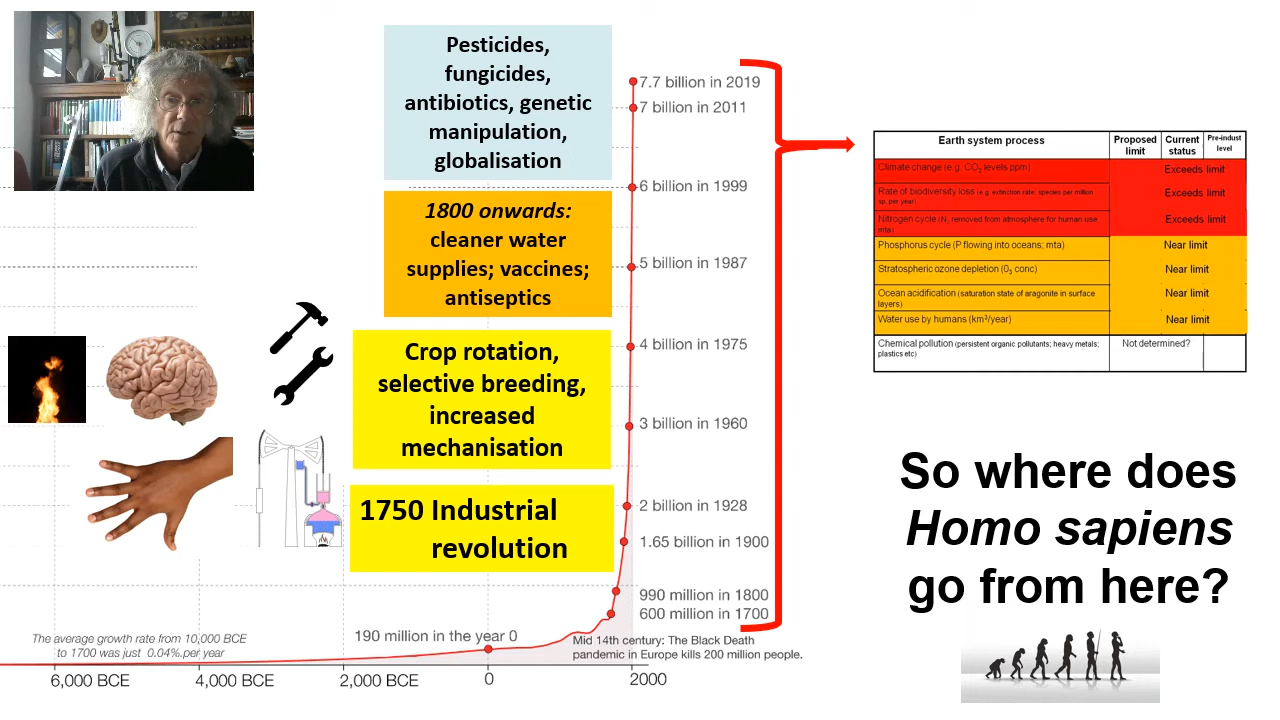 Pesticides,
fungicides,
antibiotics, genetic
manipulation,
globalisation
1800 onwards:
cleaner water
supplies; vaccines;
antiseptics
Crop rotation,
selective breeding,
increased
mechanisation
1750 Industrial
revolution
7.7 billion in 2019
7 billion in 2011
6 billion in 1999
5 billion in 1987
4 billion in 1975
3 billion in 1960
2 billion in 1928
1.65 billion in 1900
990 million in 1800
600 million in 1700
190 million in the year 0
Mid 14th century: The Black Death
pandemic in Europe kills 200 million people.
The average growth rate from 10,000 BCE
to 1700 was just 0.04% per year
6,000 BCE 4,000 BCE 2,000 BCE 0 2000
Earth system process Proposed limit Current status Pre-indust level
Climate change (e.g. CO2 levels ppm) Exceeds limit
Rate of biodiversity loss (e.g. extinction rate: species per million
sp. per year) Exceeds limit
Nitrogen cycle (N, removed from atmosphere for human use
mta) Exceeds limit
Phosphorus cycle (P flowing into oceans; mta) Near limit
Stratospheric ozone depletion (03 conc) Near limit
Ocean acidification (saturation state of aragonite in surface
layers) Near limit
Water use by humans (km³/year) Near limit
Chemical pollution (persistent organic pollutants; heavy metals;
plastics etc) Not determined?
So where does
Homo sapiens
go from here?